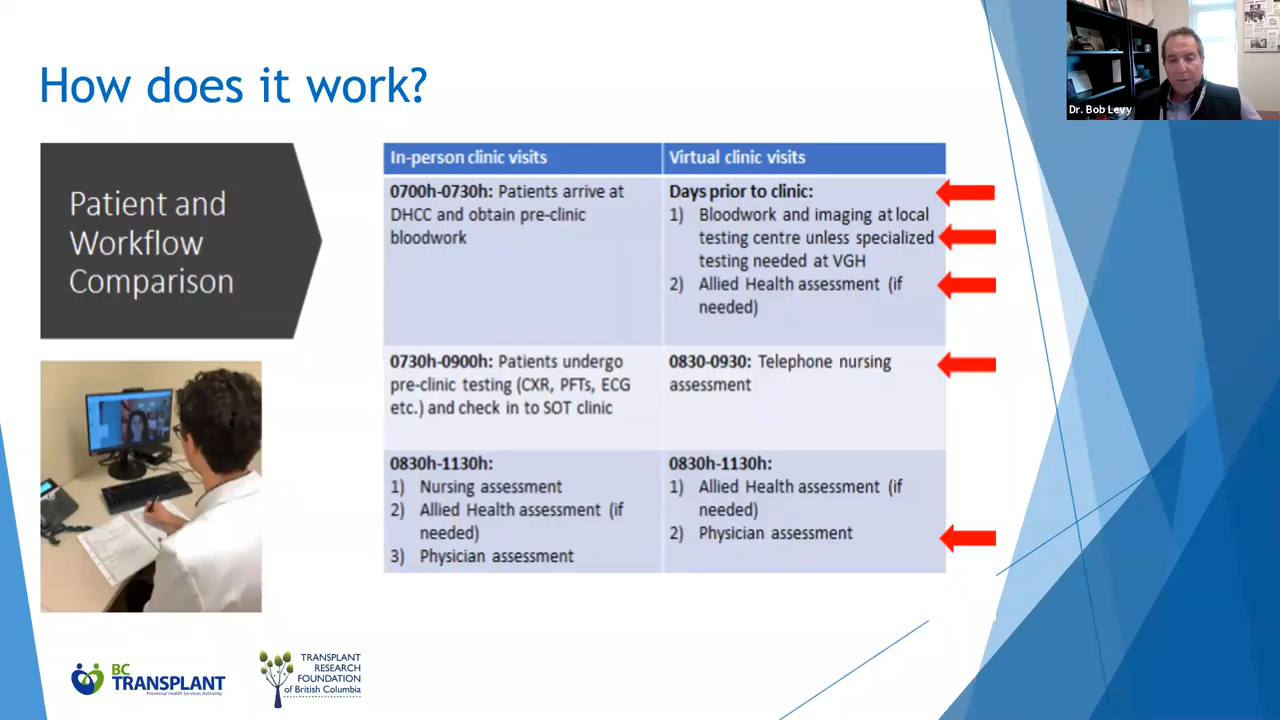 How does it work?
Dr. Bob Levy
Patient and
Workflow
Comparison
In-person clinic visits
Virtual clinic visits
0700h-0730h: Patients arrive at
DHCC and obtain pre-clinic
bloodwork
Days prior to clinic:
1) Bloodwork and imaging at local
testing centre unless specialized
testing needed at VGH
2) Allied Health assessment (if
needed)
0730h-0900h: Patients undergo
pre-clinic testing (CXR, PFTs, ECG
etc.) and check in to SOT clinic
0830-0930: Telephone nursing
assessment
0830h-1130h:
1) Nursing assessment
2) Allied Health assessment (if
needed)
3) Physician assessment
0830h-1130h:
1) Allied Health assessment (if
needed)
2) Physician assessment
BC
TRANSPLANT
Provincial Health Services Authority
TRANSPLANT
RESEARCH
FOUNDATION
of British Columbia